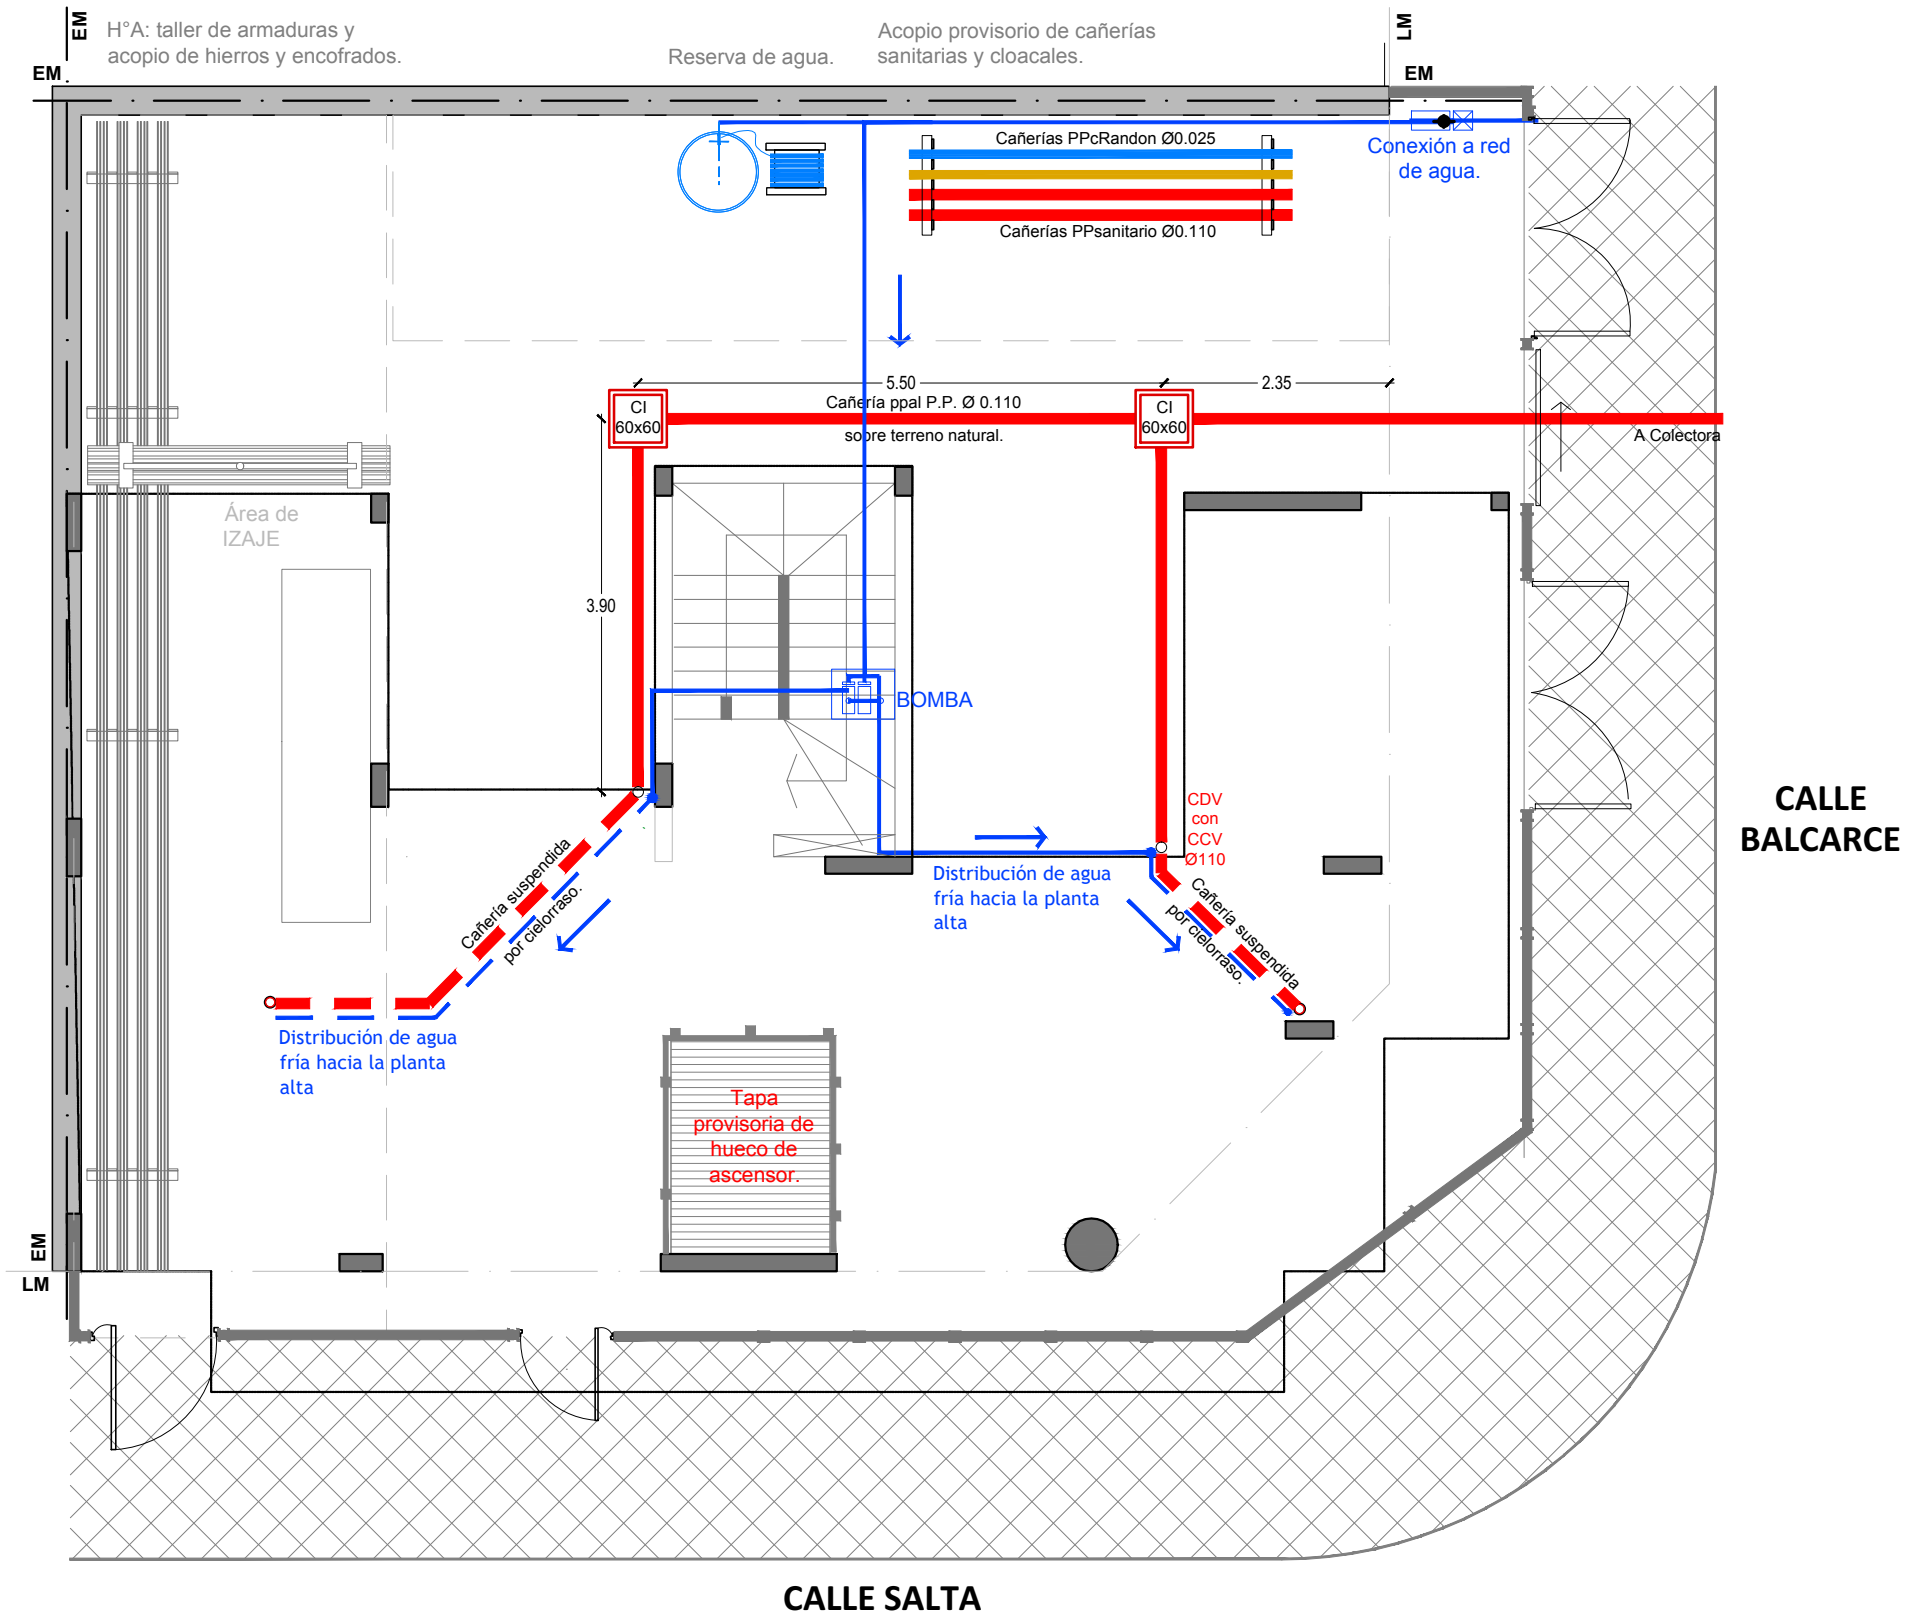 EM
H°A: taller de armaduras y
acopio de hierros y encofrados.
Reserva de agua.
Acopio provisorio de cañerías
sanitarias y cloacales.
LM
EM
EM
Cañerías PPcRandon Ø0.025
Conexión a red
de agua.
Cañerías PPsanitario Ø0.110
5.50
2.35
CI
60x60
Cañería ppal P.P. Ø 0.110
sobre terreno natural.
CI
60x60
A Colectora
Área de
IZAJE
3.90
BOMBA
CDV
con
CCV
Ø110
CALLE
BALCARCE
Cañería suspendida
por cielorraso.
Distribución de agua
fría hacia la planta
alta
Cañería suspendida
por cielorraso.
Distribución de agua
fría hacia la planta
alta
Tapa
provisoria de
hueco de
ascensor.
EM
LM
CALLE SALTA